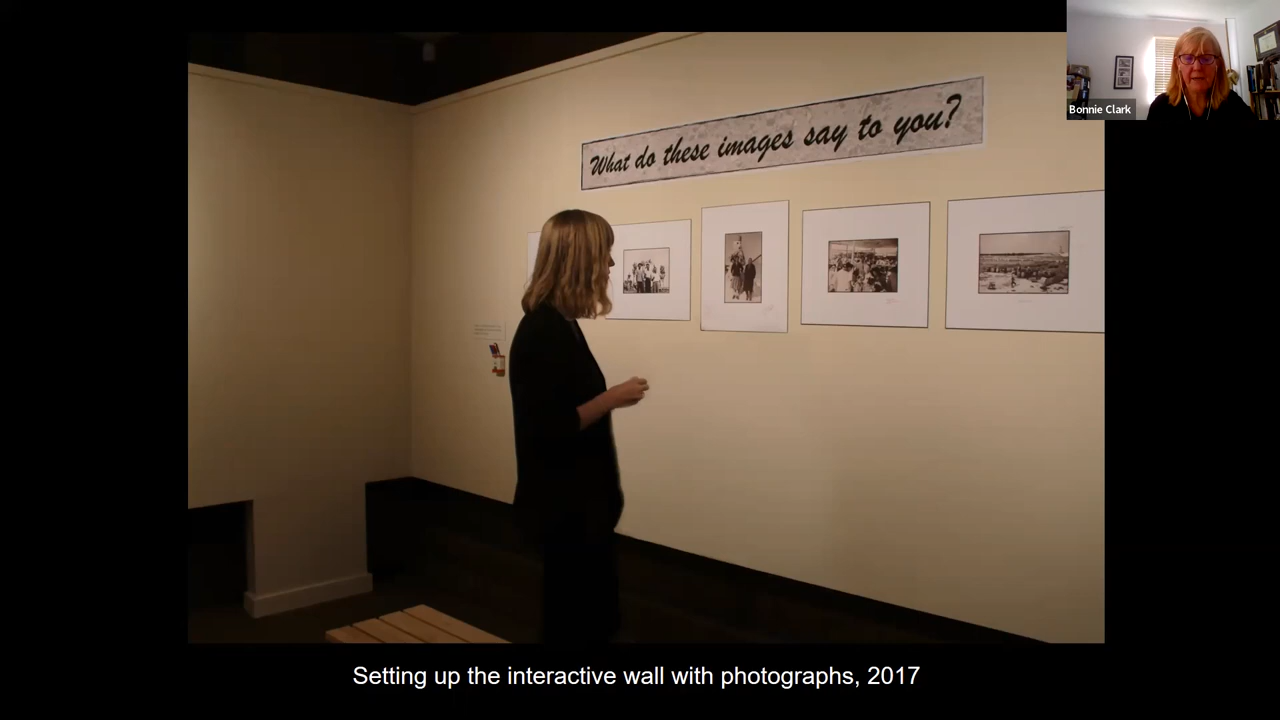 Bonnie Clark
What do these images say to you?
Setting up the interactive wall with photographs, 2017